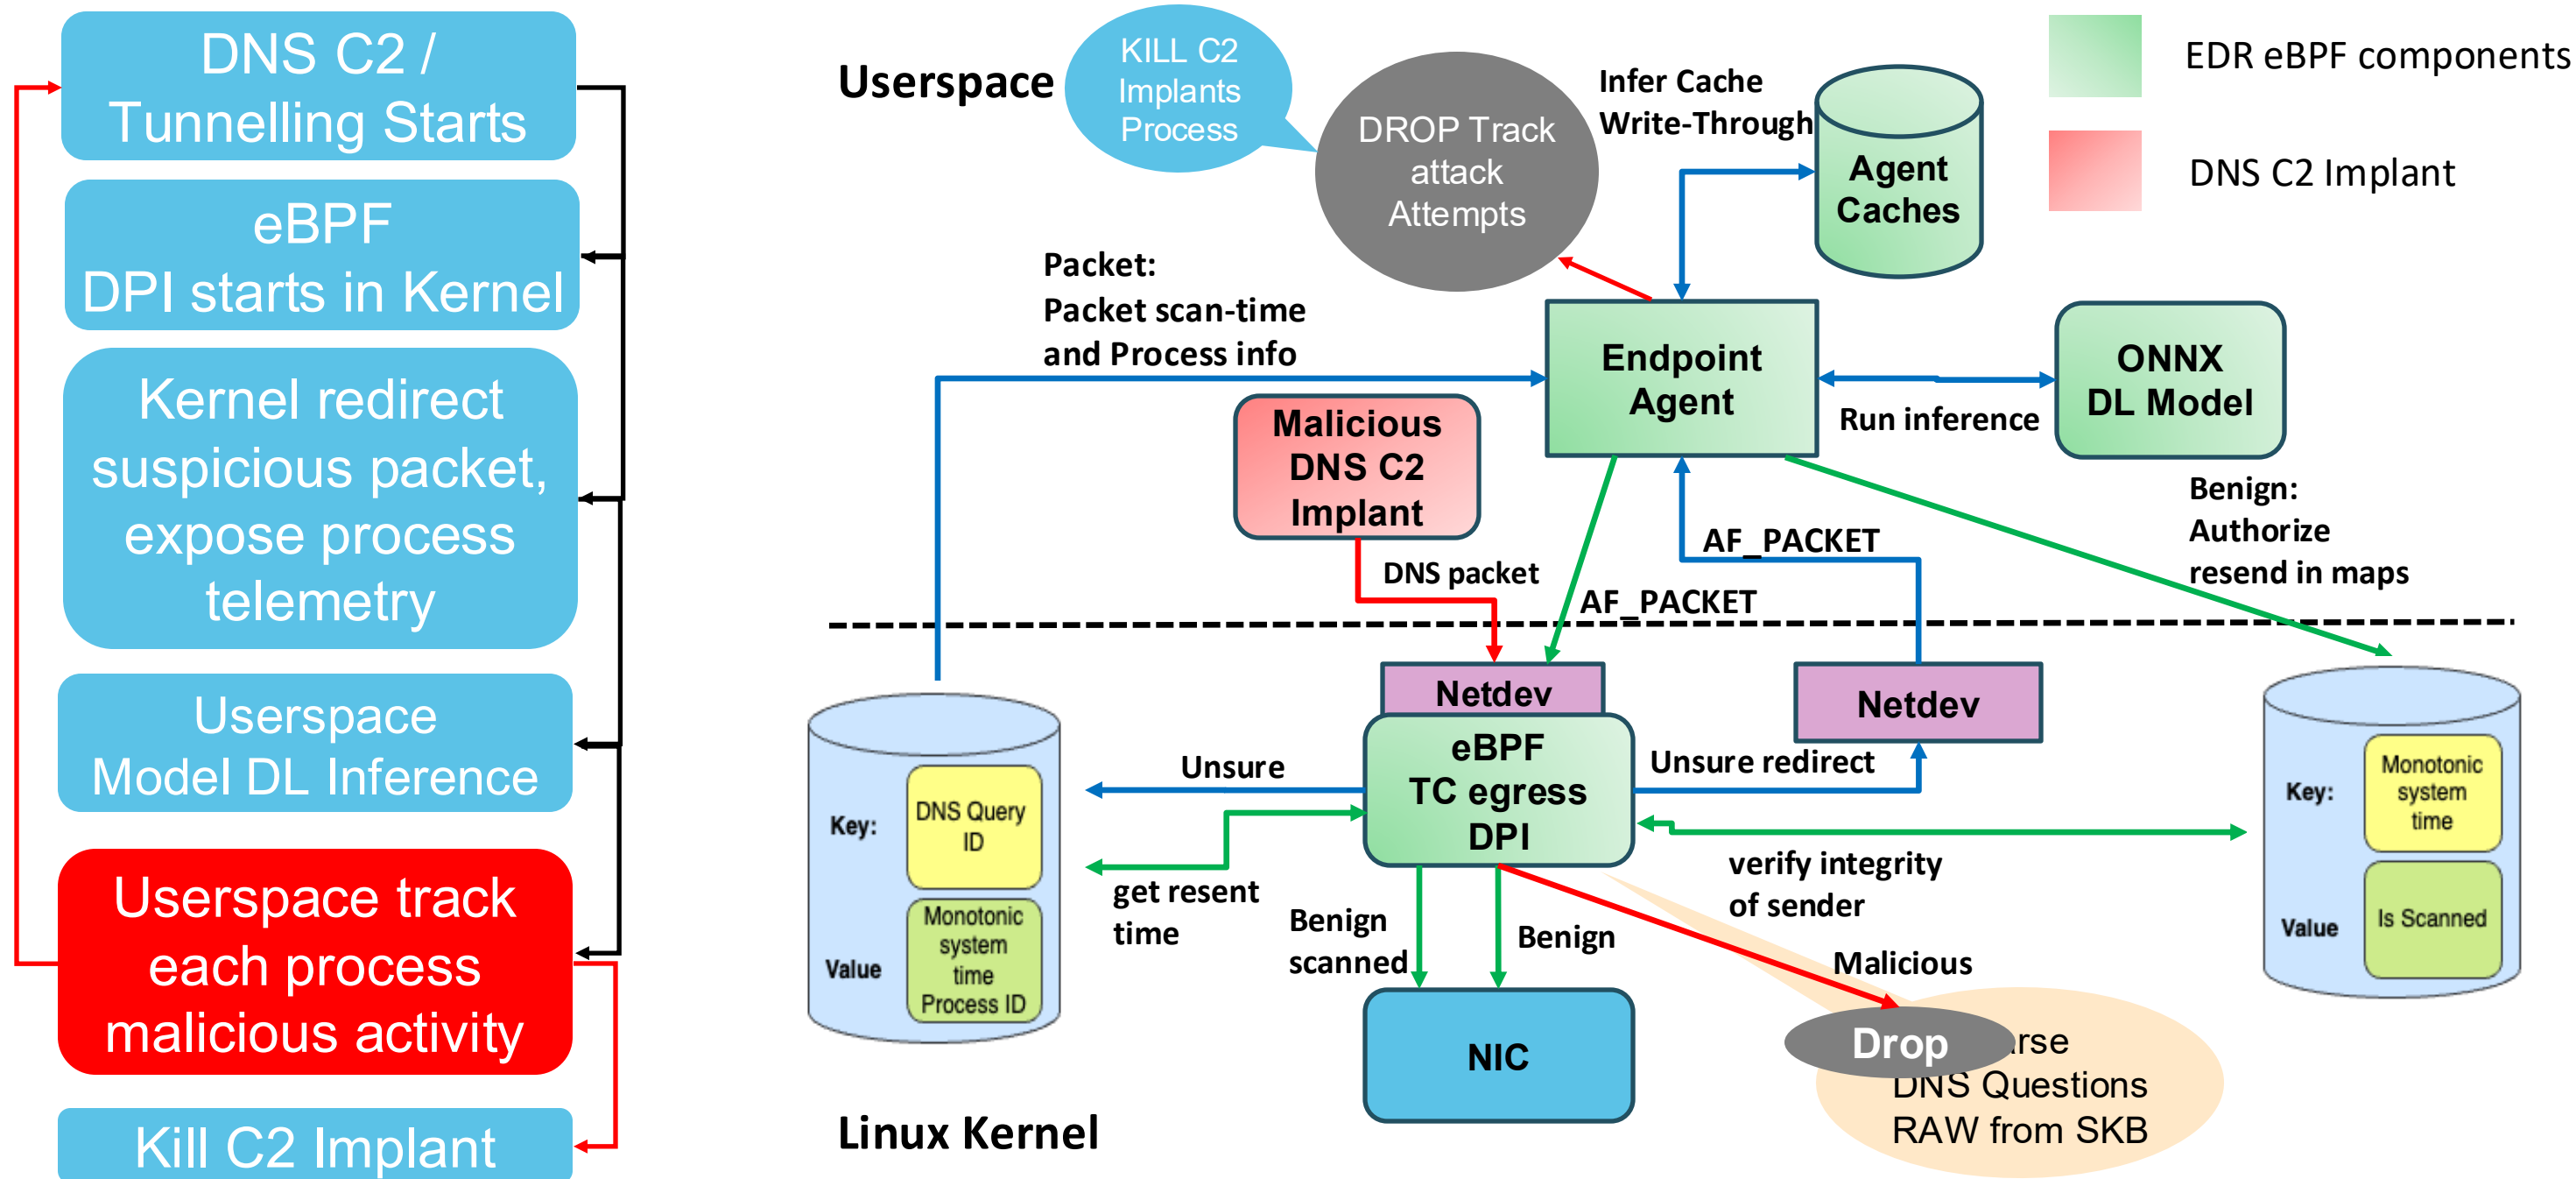 DNS C2 /
Tunnelling Starts
eBPF
DPI starts in Kernel
Kernel redirect
suspicious packet,
expose process
telemetry
Userspace
Model DL Inference
Userspace track
each process
malicious activity
Kill C2 Implant
Userspace
KILL C2
Implants
Process
DROP Track
attack
Attempts
Infer Cache
Write-Through
Agent
Caches
EDR eBPF components
DNS C2 Implant
Packet:
Packet scan-time
and Process info
Endpoint
Agent
ONNX
DL Model
Run inference
Malicious
DNS C2
Implant
Benign:
Authorize
resend in maps
AF_PACKET
DNS packet
AF_PACKET
Netdev
Netdev
eBPF
TC egress
DPI
Unsure
Unsure redirect
Key:
DNS Query
ID
Value
Monotonic
system
time
Process ID
get resent
time
verify integrity
of sender
Key:
Monotonic
system
time
Value
Is Scanned
Benign
scanned
Benign
Malicious
NIC
Drop
DNS Questions
RAW from SKB
Linux Kernel